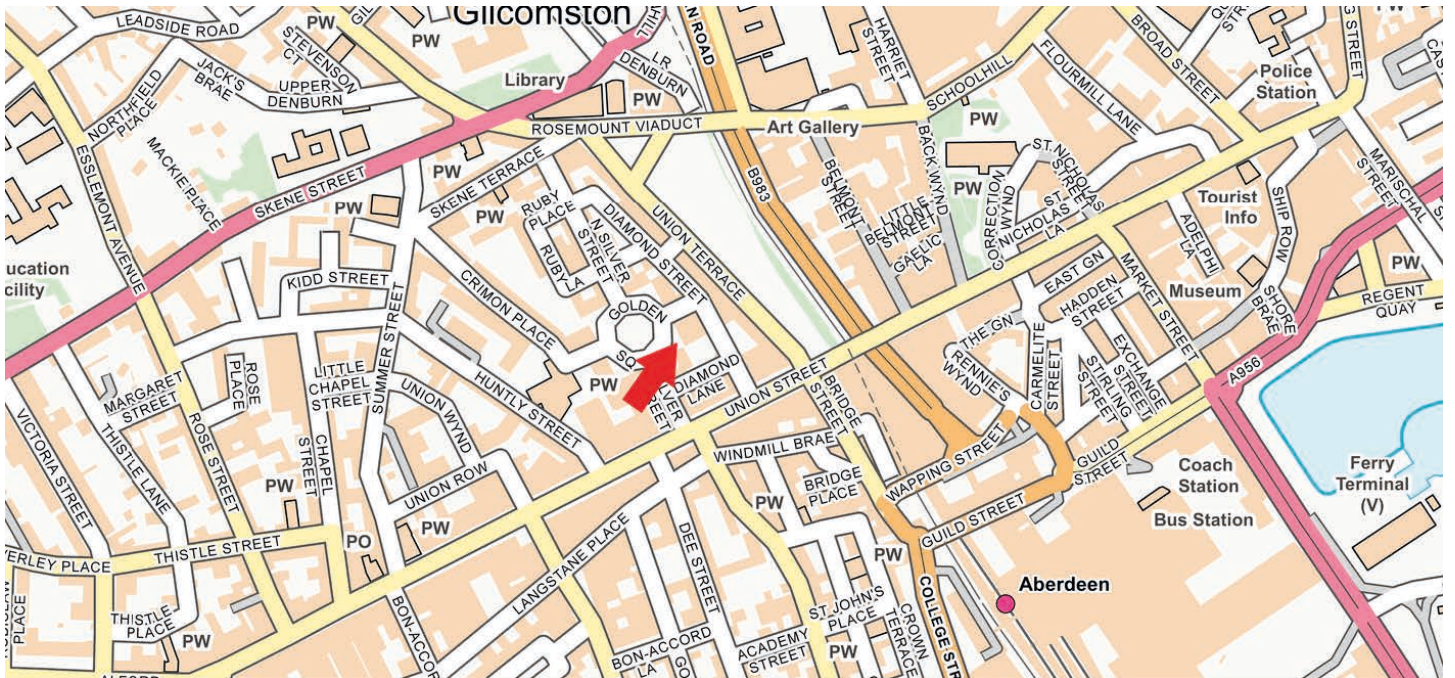 Gilcomston
LEADSIDE ROAD
PW
STEVENSON
CT
JACK'S
BRAE
UPPER
DENBURN
NORTHFIELD
PLACE
Library
LR
DENBURN
PW
PW
ROSEMOUNT VIADUCT
HARRIET
STREET
Art Gallery
SCHOOLHILL
BROAD STREET
FLOURMILL LANE
Police
Station
PW
PW
MACKIE PLACE
ESSLEMONT AVENUE
SKENE STREET
SKENE TERRACE
PW
PW
PW
RUBY
PLACE
RUBY
LA
N SILVER
STREET
DIAMOND STREET
UNION TERRACE
B983
BELMONT
STREET
BACK WYND
LITTLE
BELMONT
STREET
GAELIC
LA
PW
CORRECTION
WYND
ST NICHOLAS
STREET
ST
NICHOLAS
LA
Tourist
Info
ADELPHI
LA
SHIP ROW
MARISCHAL
STREET
PW
KIDD STREET
CRIMON PLACE
GOLDEN
SQ
PW
DIAMOND
LANE
UNION STREET
BRIDGE
STREET
EAST GN
THE GN
HADDEN
STREET
MARKET STREET
Museum
SHORE
BRAE
REGENT
QUAY
RENNIES
WYND
CARMELITE
STREET
EXCHANGE
STREET
STIRLING
STREET
A956
MARGARET
STREET
ROSE
PLACE
LITTLE
CHAPEL
STREET
SUMMER STREET
HUNTLY STREET
UNION WYND
VICTORIA STREET
THISTLE LANE
ROSE STREET
CHAPEL
STREET
UNION ROW
WINDMILL BRAE
BRIDGE
PLACE
WAPPING STREET
GUILD
STREET
GUILD STREET
Coach
Station
Bus Station
Ferry
Terminal
(V)
PW
PO
PW
PW
PW
THISTLE STREET
LANGSTANE PLACE
DEE STREET
THISTLE
PLACE
PW
BON-ACCORD
LA
ACADEMY
STREET
ST JOHN'S
PLACE
PW
CROWN
TERRACE
Aberdeen